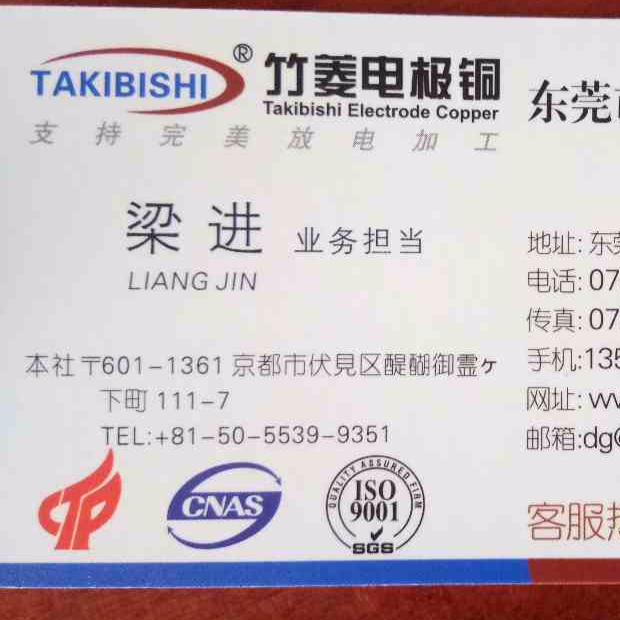 TAKIBISHI ® 竹菱电极铜
Takibishi Electrode Copper
支持完美放电加工
东莞
梁进 业务担当
LIANG JIN
本社〒601-1361 京都市伏見区醍醐御霊ヶ
下町 111-7
TEL:+81-50-5539-9351
CNAS
QUALITY ASSURED FIRM
ISO
9001
SGS
地址: 东莞
电话: 07
传真: 07
手机:135
网址:
邮箱:dg@
客服热